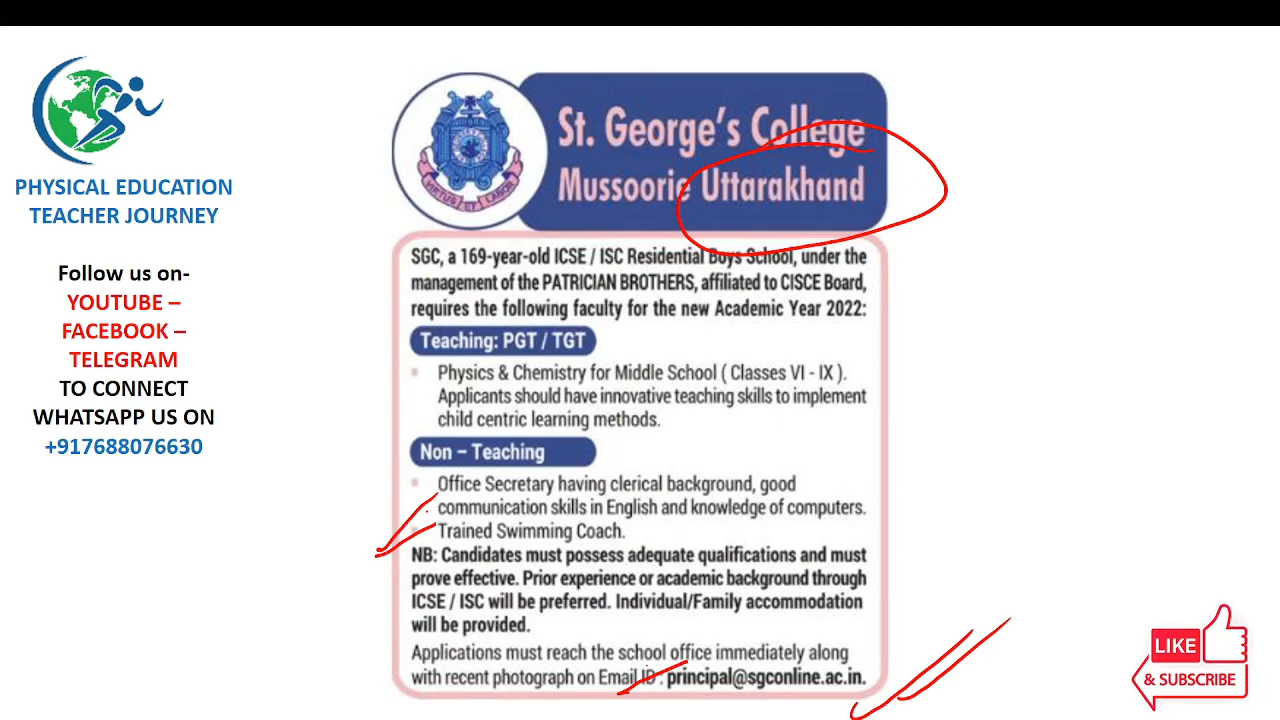 PHYSICAL EDUCATION
TEACHER JOURNEY
Follow us on-
YOUTUBE –
FACEBOOK –
TELEGRAM
TO CONNECT
WHATSAPP US ON
+917688076630
St. George's College
Mussoorie Uttarakhand
VIRTUS ET LABOR
SGC, a 169-year-old ICSE / ISC Residential Boys School, under the
management of the PATRICIAN BROTHERS, affiliated to CISCE Board,
requires the following faculty for the new Academic Year 2022:
Teaching: PGT / TGT
Physics & Chemistry for Middle School ( Classes VI - IX ).
Applicants should have innovative teaching skills to implement
child centric learning methods.
Non – Teaching
Office Secretary having clerical background, good
communication skills in English and knowledge of computers.
Trained Swimming Coach.
NB: Candidates must possess adequate qualifications and must
prove effective. Prior experience or academic background through
ICSE / ISC will be preferred. Individual/Family accommodation
will be provided.
Applications must reach the school office immediately along
with recent photograph on Email ID : principal@sgconline.ac.in.
LIKE
& SUBSCRIBE